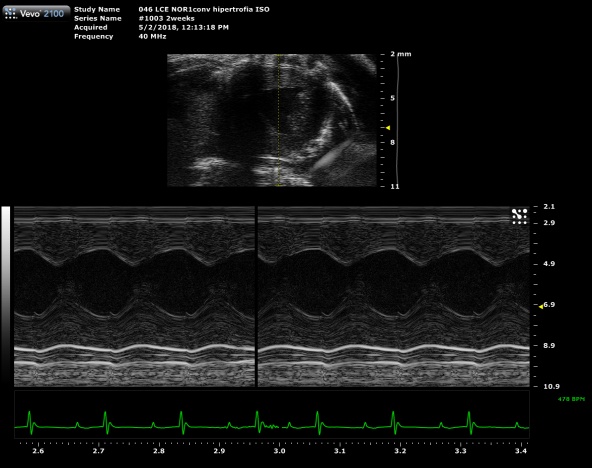 Vevo 2100
Study Name 046 LCE NOR1conv hipertrofia ISO
Series Name #1003 2weeks
Acquired 5/2/2018, 12:13:18 PM
Frequency 40 MHz
2 mm
5
8
11
2.1
2.9
4.9
6.9
8.9
10.9
478 BPM
2.6 2.7 2.8 2.9 3.0 3.1 3.2 3.3 3.4